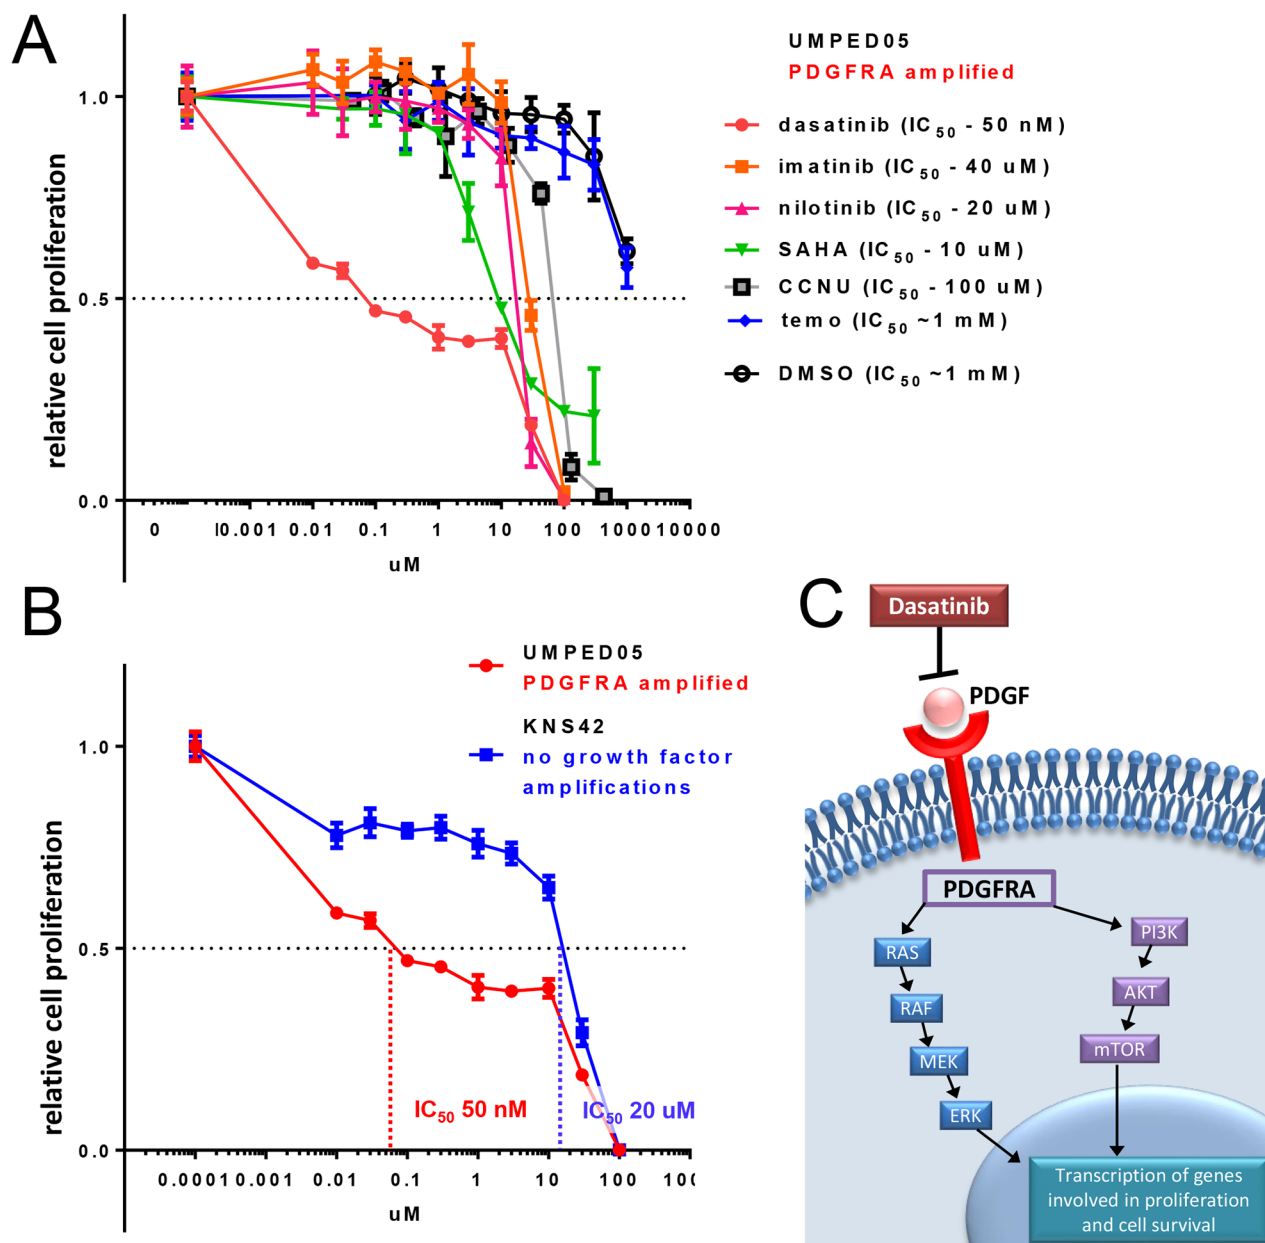 A
UMPED05
PDGFRA amplified
dasatinib (IC50 - 50 nM)
imatinib (IC50 - 40 uM)
nilotinib (IC50 - 20 uM)
SAHA (IC50 - 10 uM)
CCNU (IC50 - 100 uM)
temo (IC50 ~1 mM)
DMSO (IC50 ~1 mM)
relative cell proliferation
1.0
0.5
0.0
0 0.001 0.01 0.1 1 10 100 1000 10000
uM
B
UMPED05
PDGFRA amplified
KNS42
no growth factor
amplifications
relative cell proliferation
1.0
0.5
0.0
IC50 50 nM
IC50 20 uM
0.0001 0.001 0.01 0.1 1 10 100
uM
C
Dasatinib
PDGF
PDGFRA
RAS
RAF
MEK
ERK
PI3K
AKT
mTOR
Transcription of genes
involved in proliferation
and cell survival